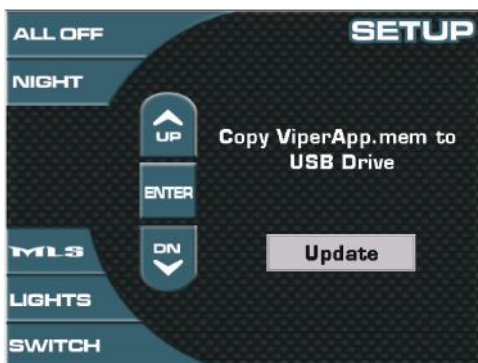 ALL OFF
SETUP
NIGHT
UP
Copy ViperApp.mem to
USB Drive
ENTER
DN
Update
MLS
LIGHTS
SWITCH